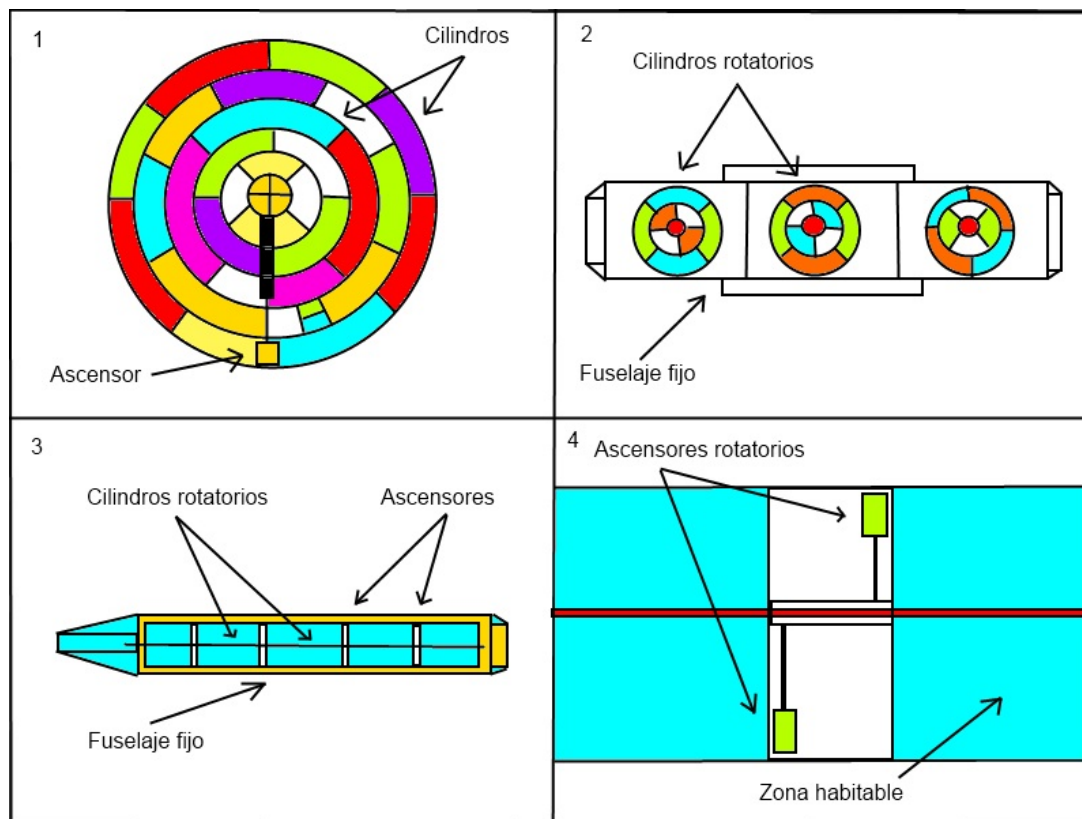 1
Cilindros
Ascensor
2
Cilindros rotatorios
Fuselaje fijo
3
Cilindros rotatorios
Ascensores
Fuselaje fijo
4
Ascensores rotatorios
Zona habitable